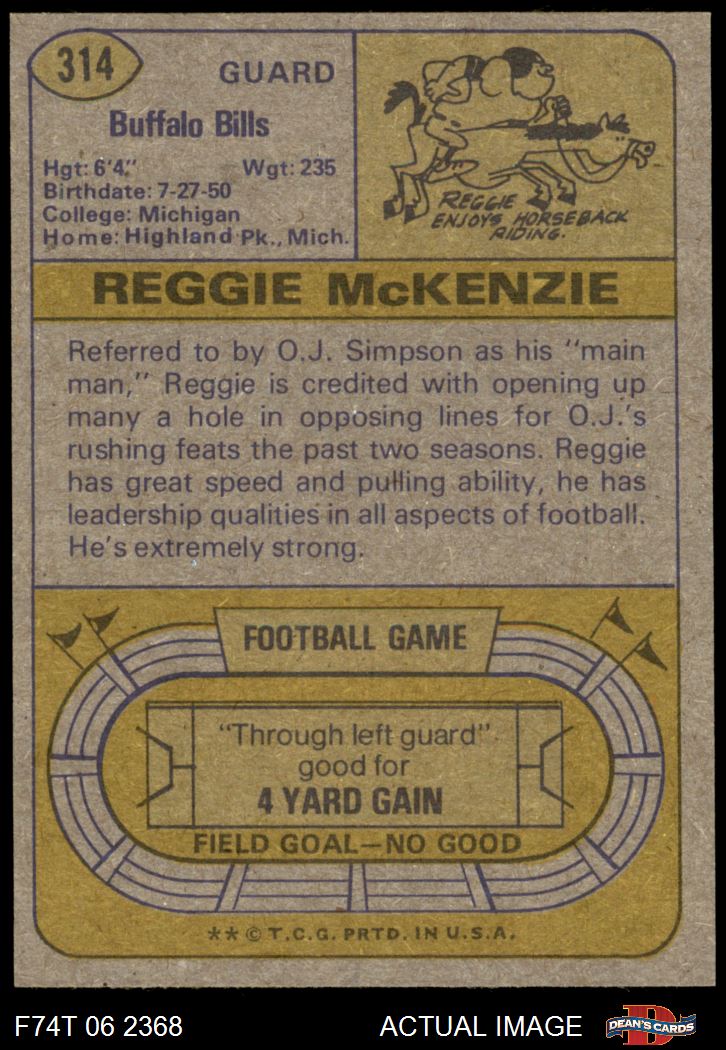 314
GUARD
Buffalo Bills
Hgt: 6'4" Wgt: 235
Birthdate: 7-27-50
College: Michigan
Home: Highland Pk., Mich.
REGGIE
ENJOYS HORSEBACK
RIDING.
REGGIE McKENZIE
Referred to by O.J. Simpson as his "main
man," Reggie is credited with opening up
many a hole in opposing lines for O.J.'s
rushing feats the past two seasons. Reggie
has great speed and pulling ability, he has
leadership qualities in all aspects of football.
He's extremely strong.
FOOTBALL GAME
"Through left guard"
good for
4 YARD GAIN
FIELD GOAL—NO GOOD
** © T.C.G. PRTD. IN U.S.A.
F74T 06 2368 ACTUAL IMAGE D DEAN'S CARDS